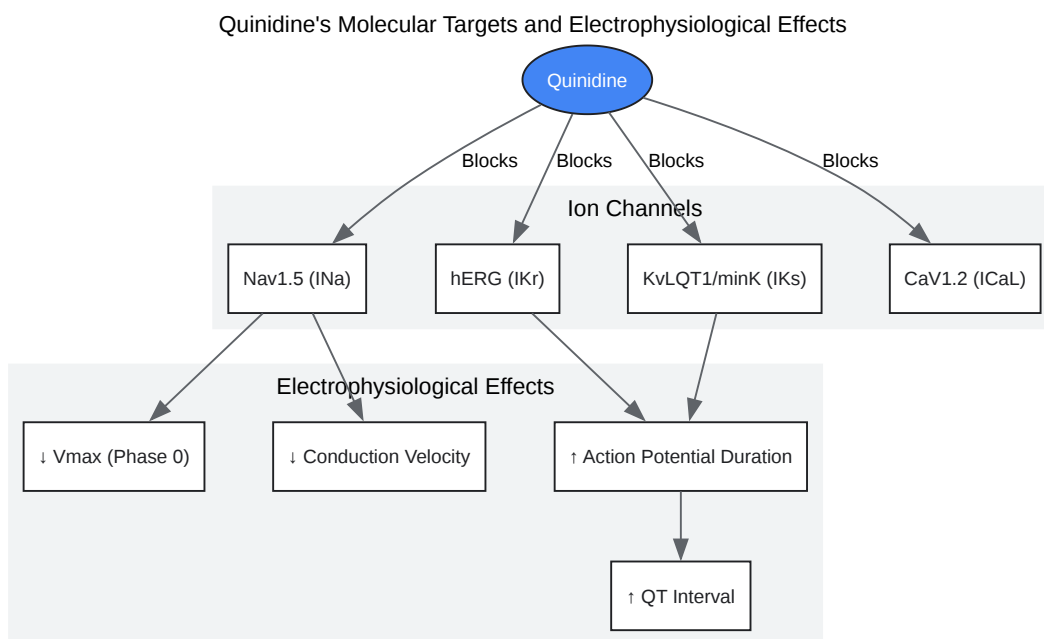 Quinidine's Molecular Targets and Electrophysiological Effects
Quinidine
Blocks
Blocks
Blocks
Blocks
Ion Channels
Nav1.5 (INa)
hERG (IKr)
KvLQT1/minK (IKs)
CaV1.2 (ICaL)
Electrophysiological Effects
↓ Vmax (Phase 0)
↓ Conduction Velocity
↑ Action Potential Duration
↑ QT Interval